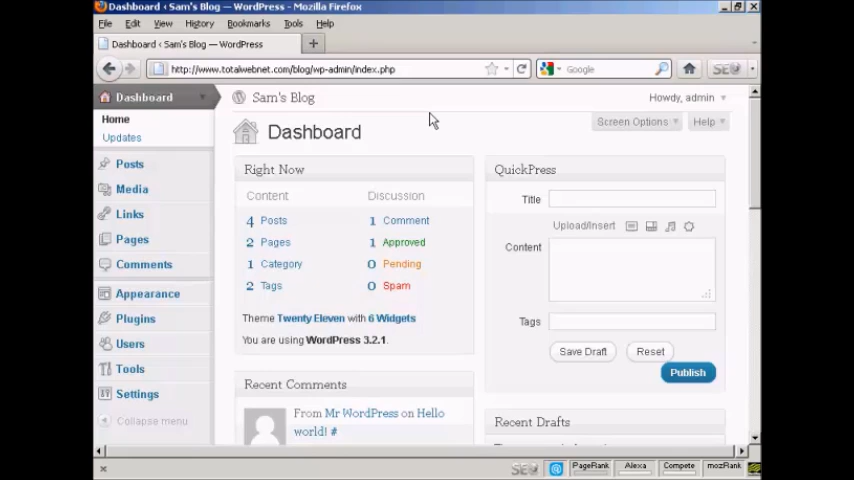 Dashboard ‹ Sam's Blog — WordPress - Mozilla Firefox
File Edit View History Bookmarks Tools Help
Dashboard ‹ Sam's Blog — WordPress
http://www.totalwebnet.com/blog/wp-admin/index.php
Google
SEO
Dashboard
Sam's Blog
Howdy, admin
Home
Updates
Dashboard
Screen Options
Help
Posts
Media
Links
Pages
Comments
Appearance
Plugins
Users
Tools
Settings
Collapse menu
Right Now
Content Discussion
4 Posts 1 Comment
2 Pages 1 Approved
1 Category 0 Pending
2 Tags 0 Spam
Theme Twenty Eleven with 6 Widgets
You are using WordPress 3.2.1.
Recent Comments
From Mr WordPress on Hello
world! #
QuickPress
Title
Upload/Insert
Content
Tags
Save Draft Reset
Publish
Recent Drafts
SEO PageRank Alexa Compete mozRank